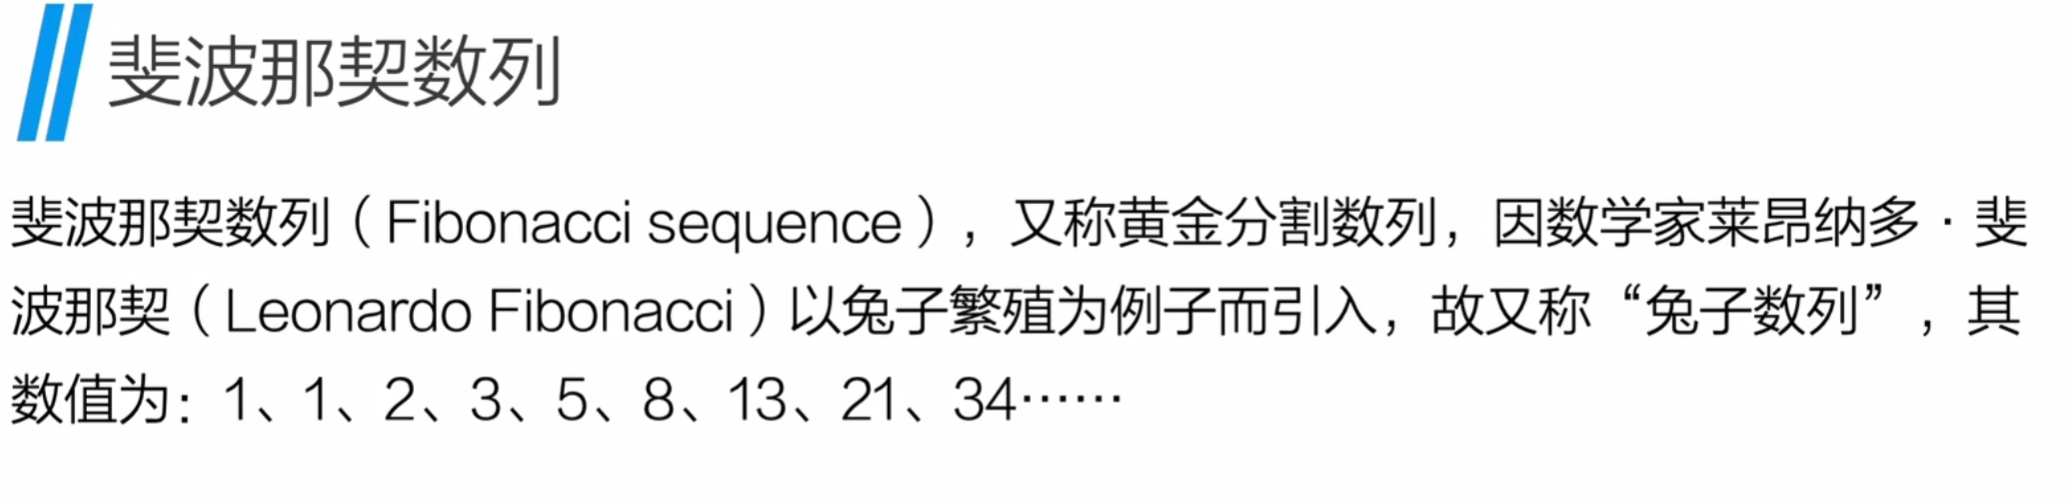 斐波那契数列
斐波那契数列（Fibonacci sequence），又称黄金分割数列，因数学家莱昂纳多·斐
波那契（Leonardo Fibonacci）以兔子繁殖为例子而引入，故又称“兔子数列”，其
数值为：1、1、2、3、5、8、13、21、34……